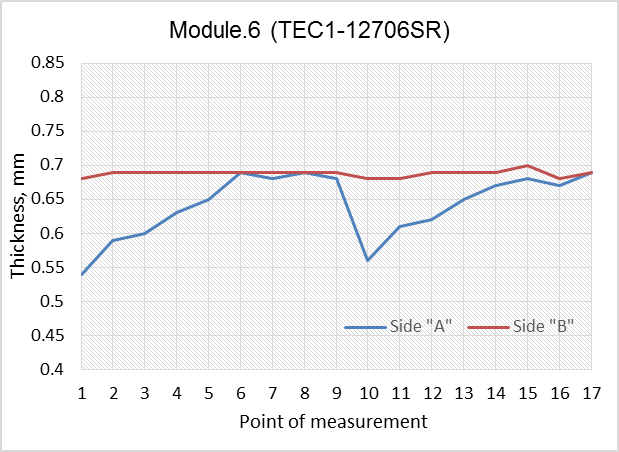 Module.6 (TEC1-12706SR)
0.85
0.8
0.75
0.7
0.65
0.6
0.55
0.5
0.45
0.4
Thickness, mm
Side "A" Side "B"
1 2 3 4 5 6 7 8 9 10 11 12 13 14 15 16 17
Point of measurement